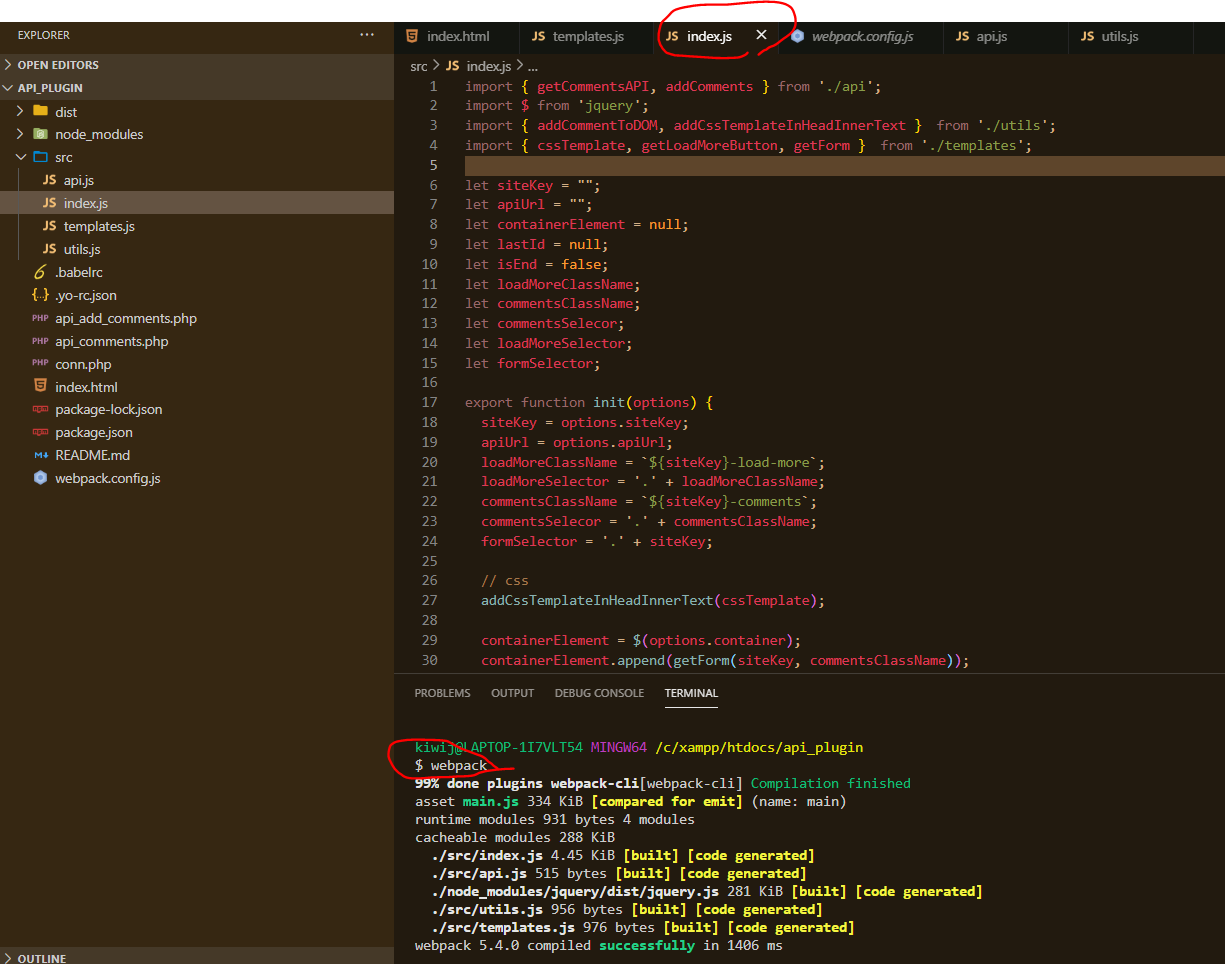 EXPLORER ...
OPEN EDITORS
API_PLUGIN
dist
node_modules
src
JS api.js
JS index.js
JS templates.js
JS utils.js
.babelrc
{..} .yo-rc.json
PHP api_add_comments.php
PHP api_comments.php
PHP conn.php
index.html
package-lock.json
package.json
README.md
webpack.config.js
OUTLINE
index.html JS templates.js JS index.js × webpack.config.js JS api.js JS utils.js
src > JS index.js > ...
1 import { getCommentsAPI, addComments } from './api';
2 import $ from 'jquery';
3 import { addCommentToDOM, addCssTemplateInHeadInnerText }  from './utils';
4 import { cssTemplate, getLoadMoreButton, getForm }  from './templates';
5
6 let siteKey = "";
7 let apiUrl = "";
8 let containerElement = null;
9 let lastId = null;
10 let isEnd = false;
11 let loadMoreClassName;
12 let commentsClassName;
13 let commentsSelecor;
14 let loadMoreSelector;
15 let formSelector;
16
17 export function init(options) {
18 siteKey = options.siteKey;
19 apiUrl = options.apiUrl;
20 loadMoreClassName = `${siteKey}-load-more`;
21 loadMoreSelector = '.' + loadMoreClassName;
22 commentsClassName = `${siteKey}-comments`;
23 commentsSelecor = '.' + commentsClassName;
24 formSelector = '.' + siteKey;
25
26 // css
27 addCssTemplateInHeadInnerText(cssTemplate);
28
29 containerElement = $(options.container);
30 containerElement.append(getForm(siteKey, commentsClassName));
PROBLEMS OUTPUT DEBUG CONSOLE TERMINAL
kiwij@LAPTOP-1I7VLT54 MINGW64 /c/xampp/htdocs/api_plugin
$ webpack
99% done plugins webpack-cli[webpack-cli] Compilation finished
asset main.js 334 KiB [compared for emit] (name: main)
runtime modules 931 bytes 4 modules
cacheable modules 288 KiB
./src/index.js 4.45 KiB [built] [code generated]
./src/api.js 515 bytes [built] [code generated]
./node_modules/jquery/dist/jquery.js 281 KiB [built] [code generated]
./src/utils.js 956 bytes [built] [code generated]
./src/templates.js 976 bytes [built] [code generated]
webpack 5.4.0 compiled successfully in 1406 ms